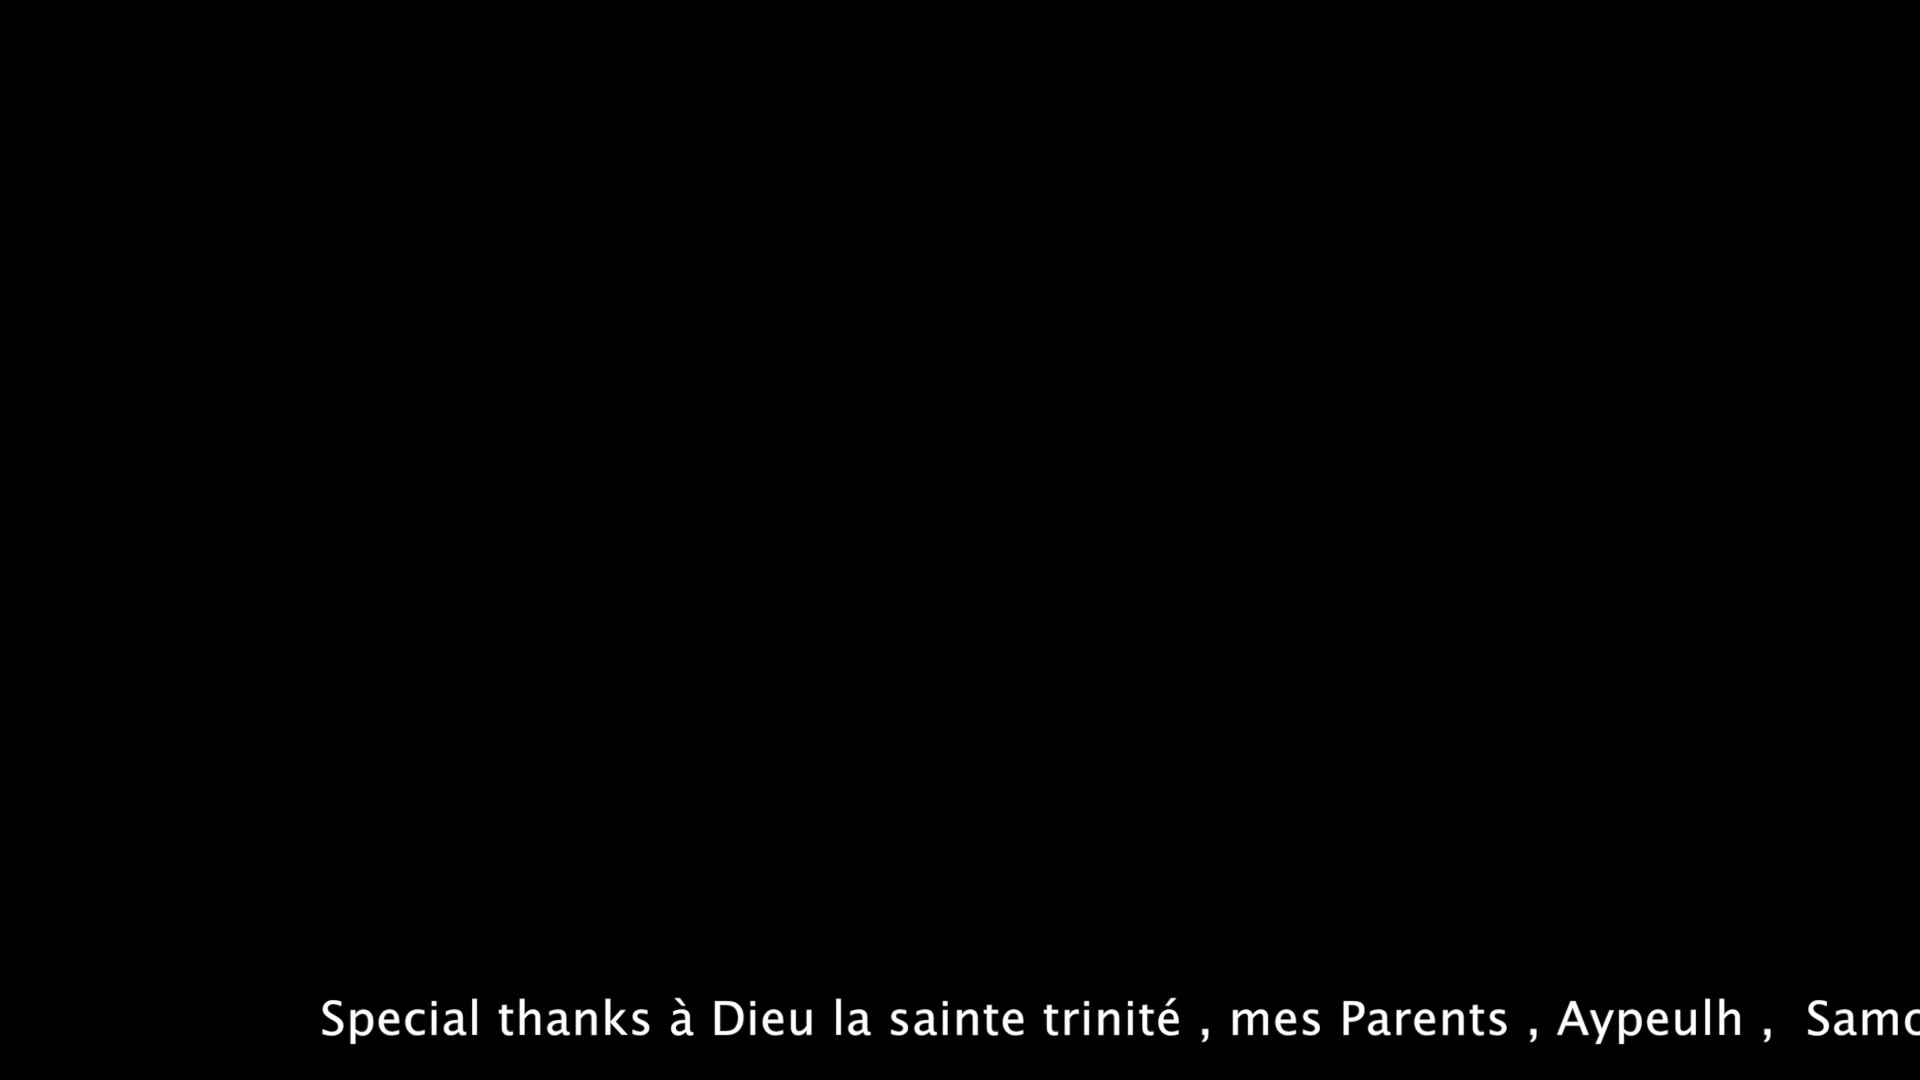 Special thanks à Dieu la sainte trinité , mes Parents , Aypeulh ,